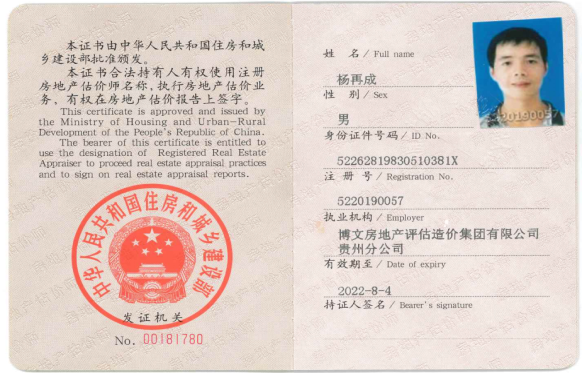 本证书由中华人民共和国住房和城
乡建设部批准颁发。
本证书合法持有人有权使用注册
房地产估价师名称，执行房地产估价业
务，有权在房地产估价报告上签字。
This certificate is approved and issued by
the Ministry of Housing and Urban-Rural
Development of the People's Republic of China.
The bearer of this certificate is entitled to
use the designation of Registered Real Estate
Appraiser to proceed real estate appraisal practices
and to sign on real estate appraisal reports.
中华人民共和国住房和城乡建设部
发证机关
No. 00181780
姓 名 / Full name
杨再成
性 别 / Sex
男
身份证件号码 / ID No.
52262819830510381X
注 册 号 / Registration No.
5220190057
执业机构 / Employer
博文房地产评估造价集团有限公司
贵州分公司
有效期至 / Date of expiry
2022-8-4
持证人签名 / Bearer's signature
5220190057